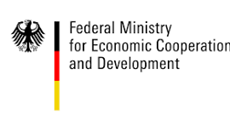 Federal Ministry
for Economic Cooperation
and Development